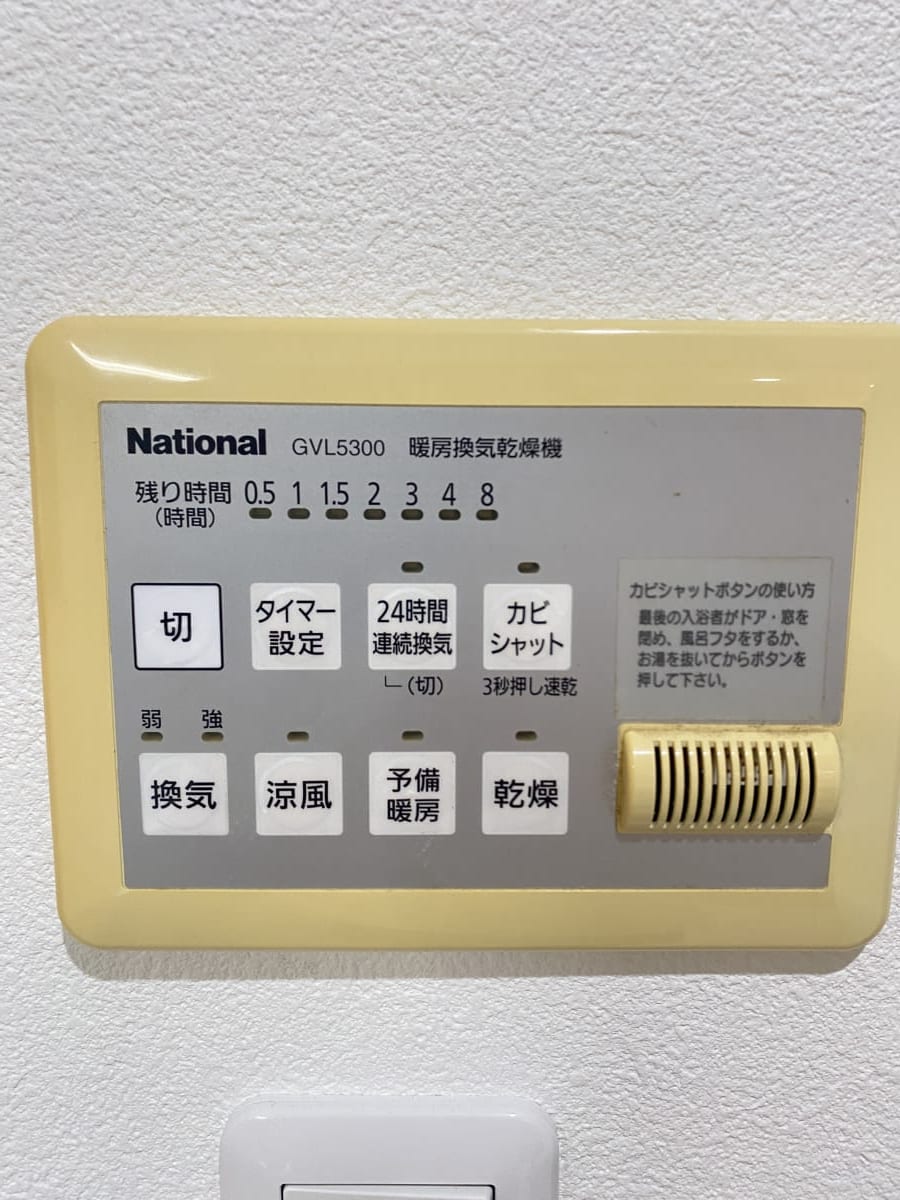 National GVL5300 暖房換気乾燥機
残り時間 0.5 1 1.5 2 3 4 8
(時間)
切
タイマー
設定
24時間
連続換気
(切)
カビ
シャット
3秒押し速乾
カビシャットボタンの使い方
最後の入浴者がドア・窓を
閉め、風呂フタをするか、
お湯を抜いてからボタンを
押して下さい。
弱 強
換気
涼風
予備
暖房
乾燥